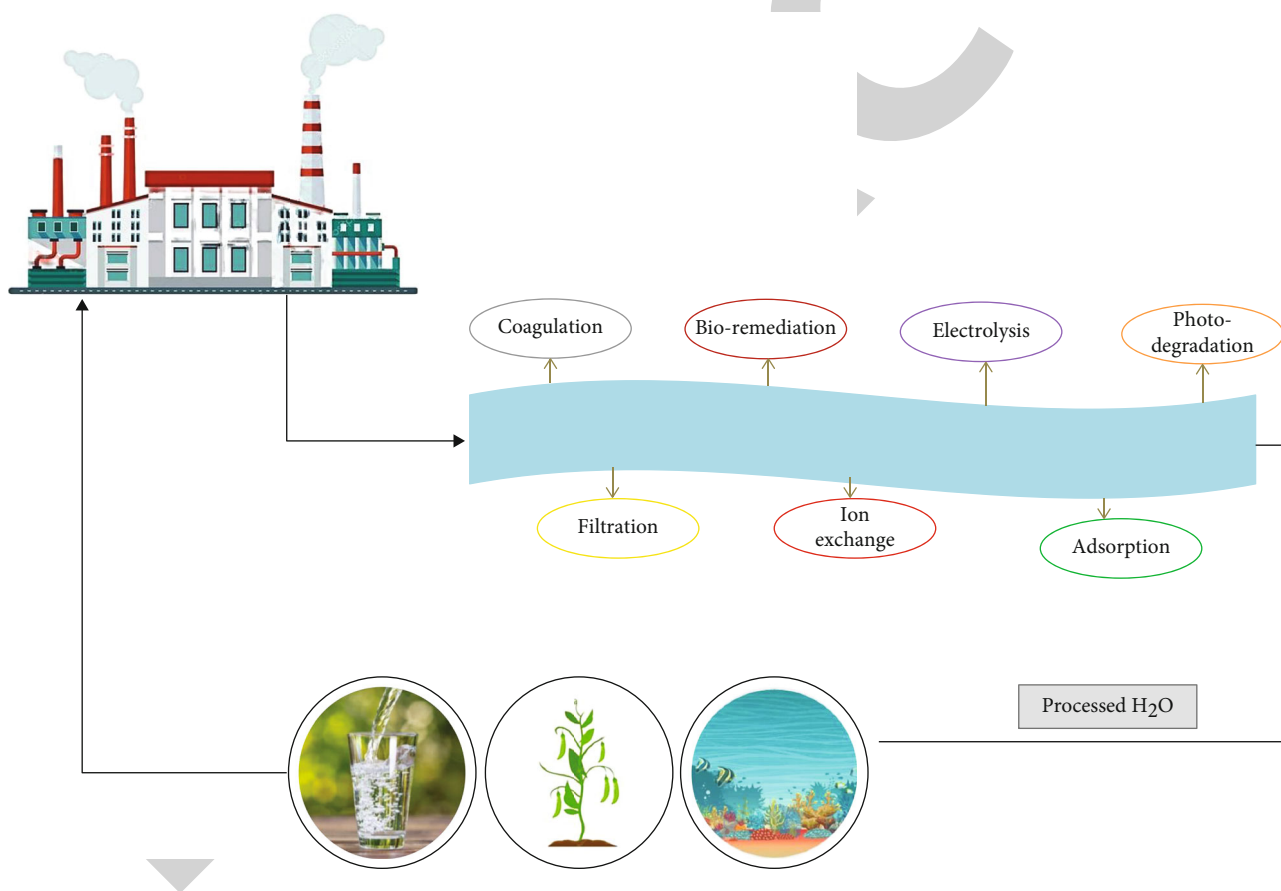 Coagulation
Bio-remediation
Electrolysis
Photo-
degradation
Filtration
Ion
exchange
Adsorption
Processed H2O